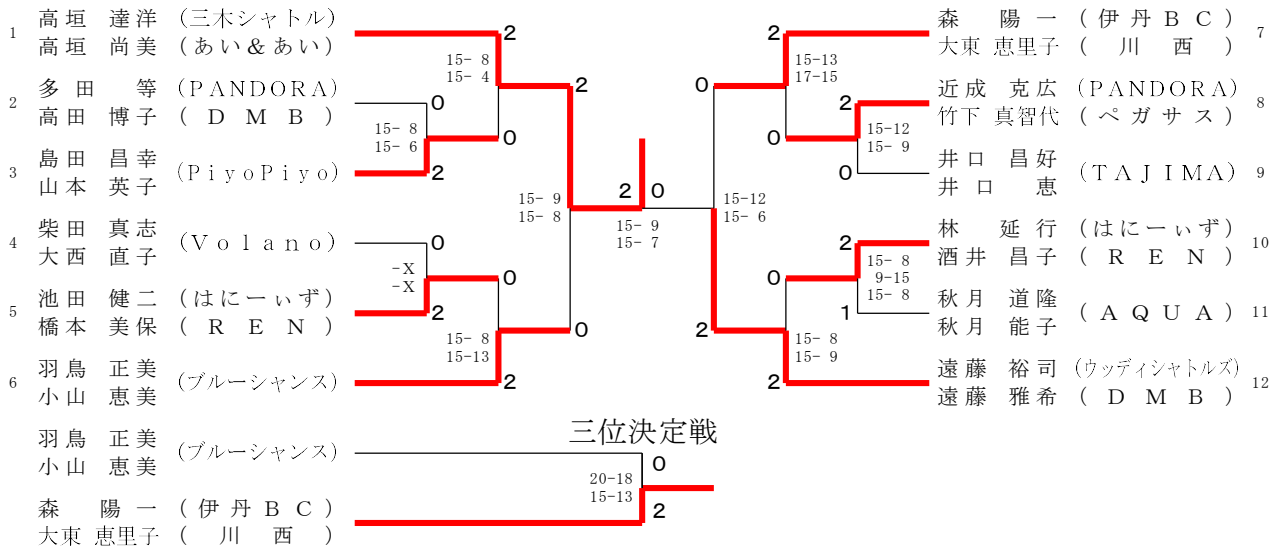 1 高垣 達洋 (三木シャトル)
高垣 尚美 (あい&あい)
2 多田 等 (PANDORA)
高田 博子 (DMB)
3 島田 昌幸 (PiyoPiyo)
山本 英子
4 柴田 真志 (Volano)
大西 直子
5 池田 健二 (はにーぃず)
橋本 美保 (REN)
6 羽鳥 正美 (ブルーシャンス)
小山 恵美
2
15- 8
15- 4
0
15- 8
15- 6
2
0
2
0
-X
-X
2
0
15- 8
15-13
2
0
15- 9
15- 8
2 0
15- 9
15- 7
森 陽一 (伊丹BC) 7
大東 恵里子 (川西)
近成 克広 (PANDORA) 8
竹下 真智代 (ペガサス)
井口 昌好 (TAJIMA) 9
井口 恵
林 延行 (はにーぃず) 10
酒井 昌子 (REN)
秋月 道隆 (AQUA) 11
秋月 能子
遠藤 裕司 (ウッディシャトルズ) 12
遠藤 雅希 (DMB)
2
15-13
17-15
0
2
15-12
15- 9
0
0
15-12
15- 6
2
2
15- 8
9-15
15- 8
1
0
15- 8
15- 9
2
三位決定戦
羽鳥 正美 (ブルーシャンス)
小山 恵美
0
20-18
15-13
2
森 陽一 (伊丹BC)
大東 恵里子 (川西)